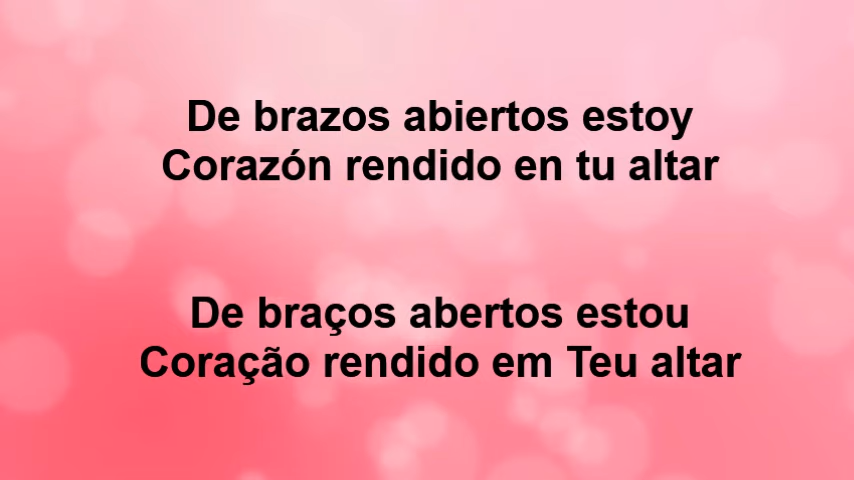 De brazos abiertos estoy
Corazón rendido en tu altar
De braços abertos estou
Coração rendido em Teu altar